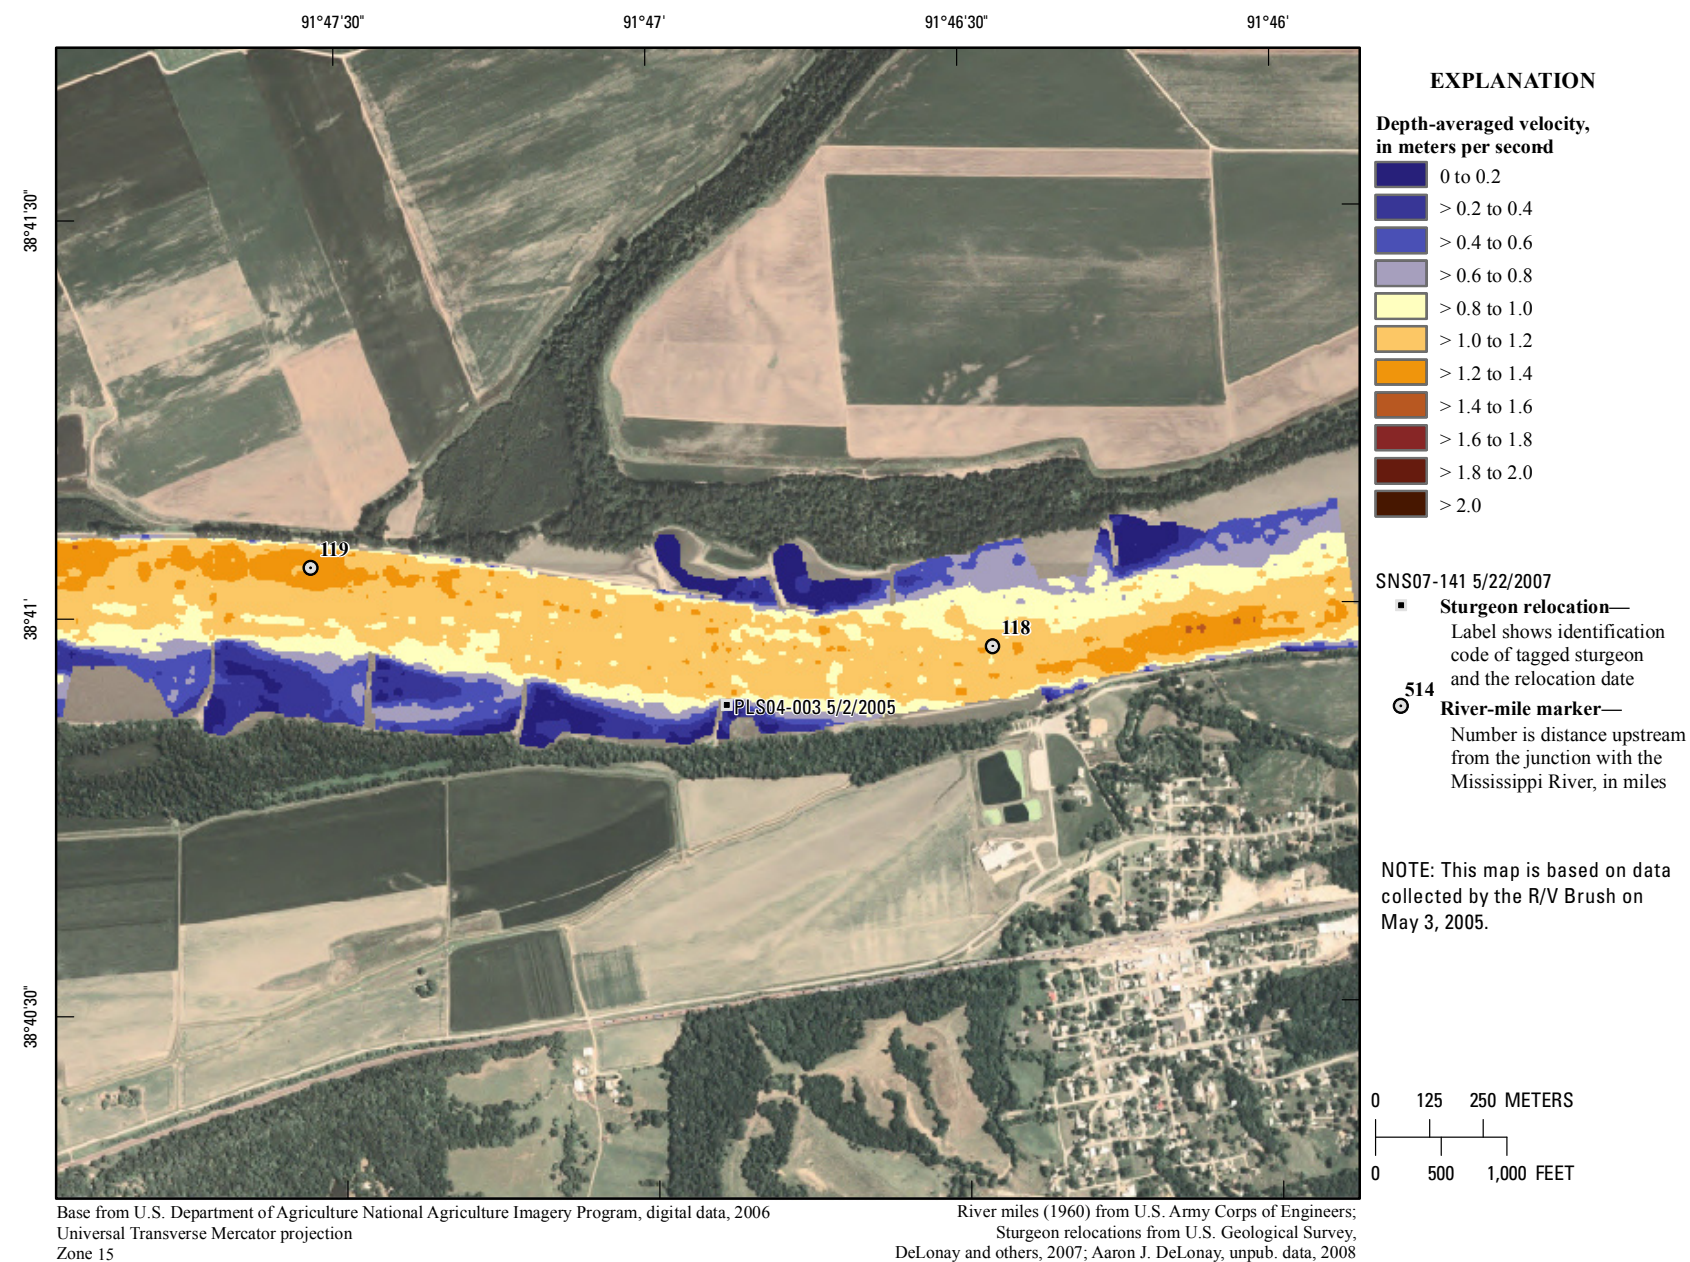 91°47'30"
91°47'
91°46'30"
91°46'
38°41'30"
38°41'
38°40'30"
119
118
PLS04-003 5/2/2005
EXPLANATION
Depth-averaged velocity,
in meters per second
0 to 0.2
> 0.2 to 0.4
> 0.4 to 0.6
> 0.6 to 0.8
> 0.8 to 1.0
> 1.0 to 1.2
> 1.2 to 1.4
> 1.4 to 1.6
> 1.6 to 1.8
> 1.8 to 2.0
> 2.0
SNS07-141 5/22/2007
Sturgeon relocation—
Label shows identification
code of tagged sturgeon
and the relocation date
514
River-mile marker—
Number is distance upstream
from the junction with the
Mississippi River, in miles
NOTE: This map is based on data
collected by the R/V Brush on
May 3, 2005.
0 125 250 METERS
0 500 1,000 FEET
Base from U.S. Department of Agriculture National Agriculture Imagery Program, digital data, 2006
Universal Transverse Mercator projection
Zone 15
River miles (1960) from U.S. Army Corps of Engineers;
Sturgeon relocations from U.S. Geological Survey,
DeLonay and others, 2007; Aaron J. DeLonay, unpub. data, 2008